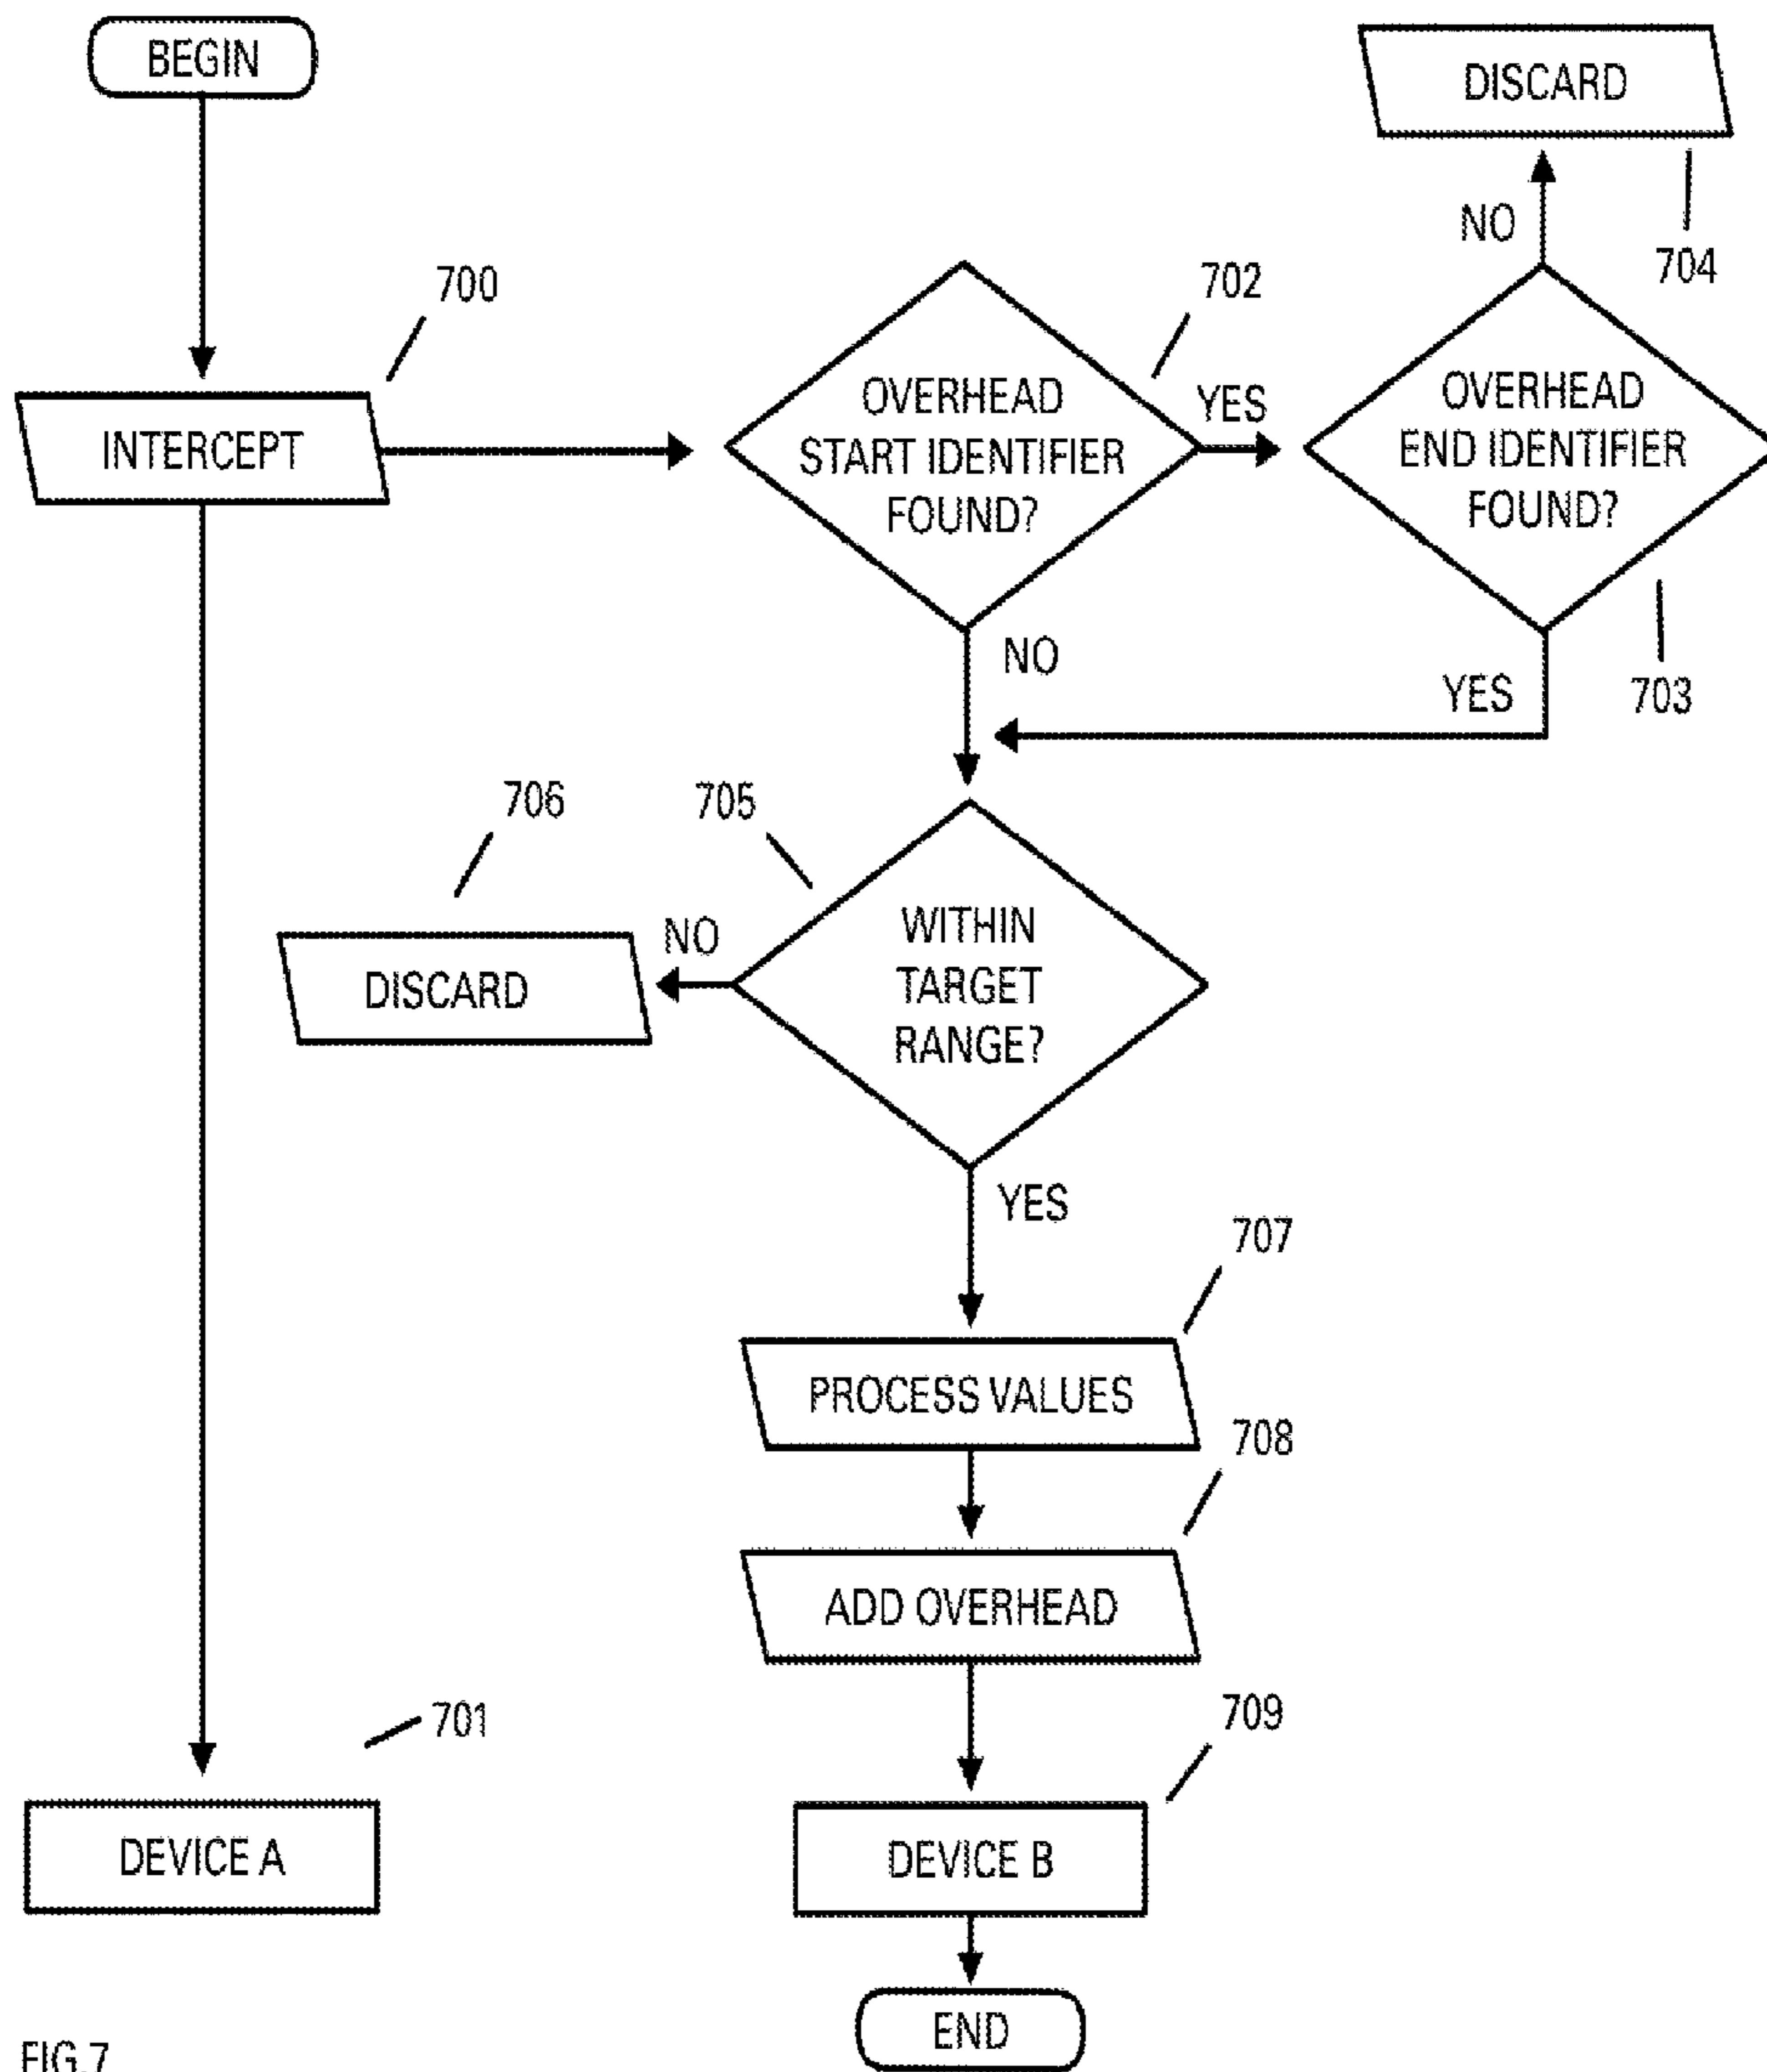 BEGIN
DISCARD
NO
704
700
702
INTERCEPT
OVERHEAD
START IDENTIFIER
FOUND?
YES
OVERHEAD
END IDENTIFIER
FOUND?
NO
YES
703
706
705
WITHIN
TARGET
RANGE?
NO
DISCARD
YES
707
PROCESS VALUES
708
ADD OVERHEAD
701
709
DEVICE A
DEVICE B
END
FIG.7